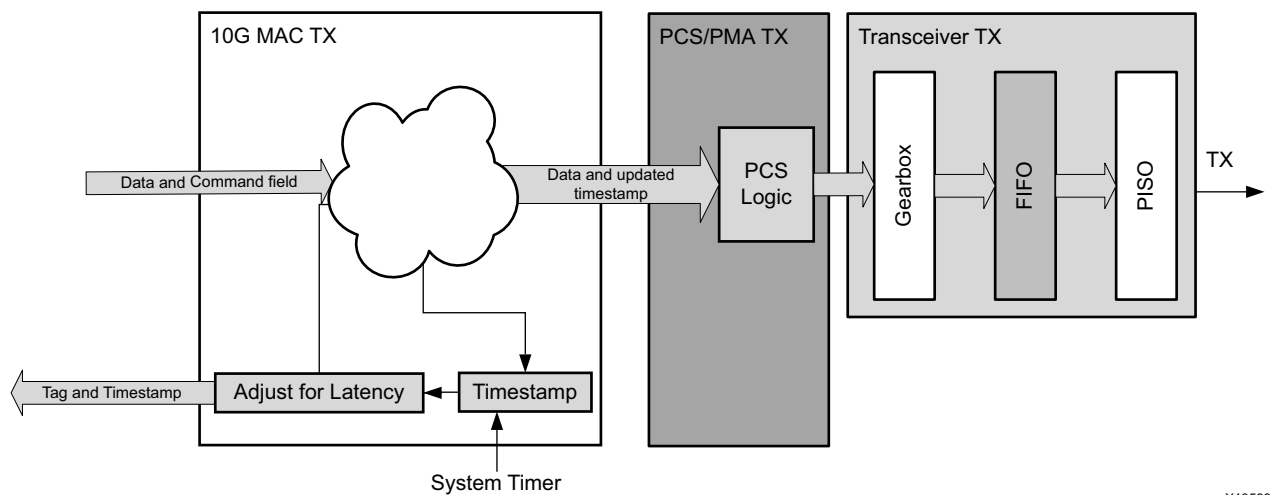 10G MAC TX
PCS/PMA TX
Transceiver TX
Data and Command field
Data and updated
timestamp
PCS
Logic
Gearbox
FIFO
PISO
TX
Tag and Timestamp
Adjust for Latency
Timestamp
System Timer